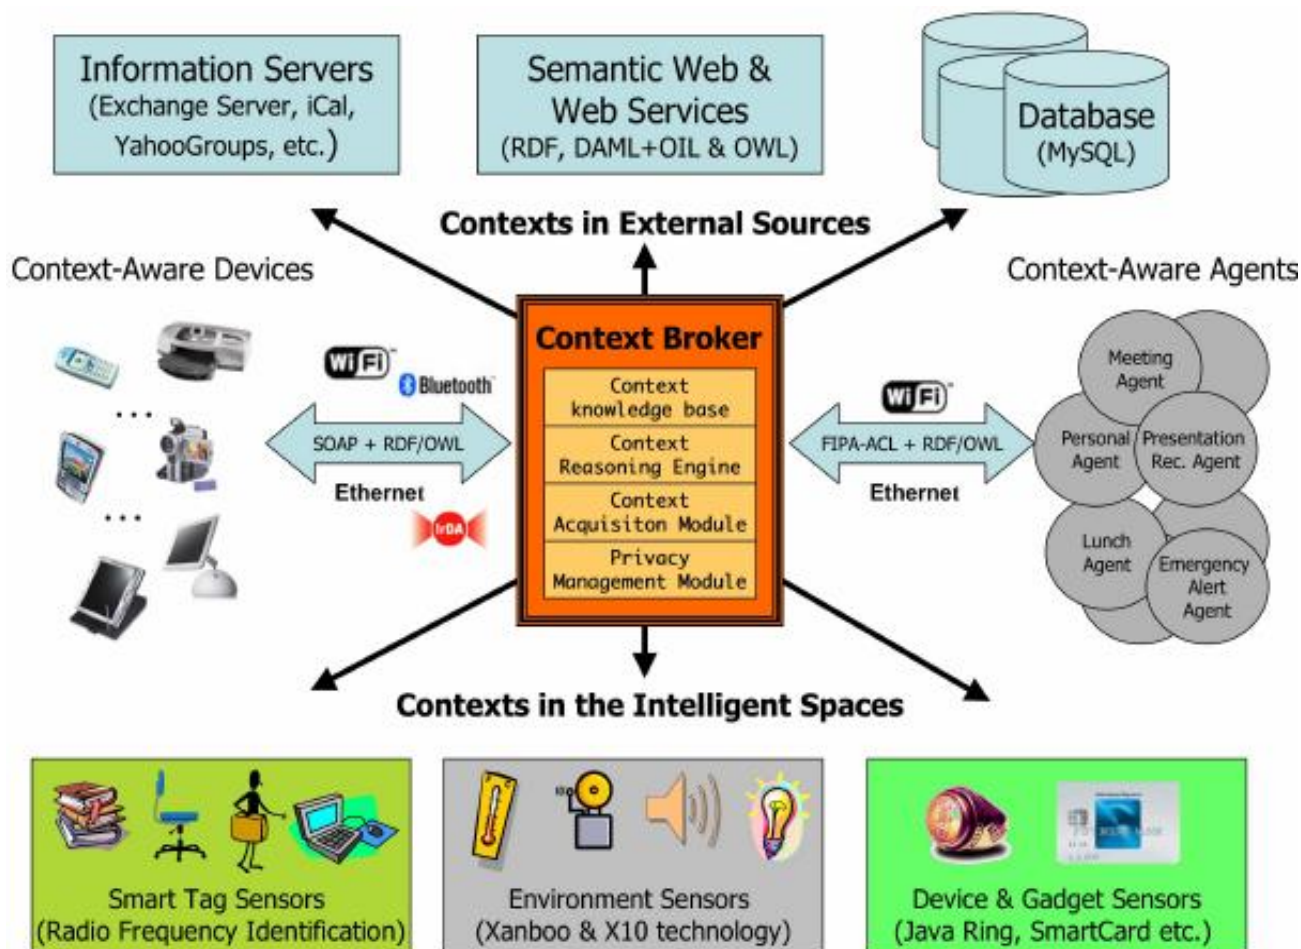 Information Servers
(Exchange Server, iCal,
YahooGroups, etc.)
Semantic Web &
Web Services
(RDF, DAML+OIL & OWL)
Database
(MySQL)
Contexts in External Sources
Context-Aware Devices
Context-Aware Agents
WiFi™
Bluetooth™
SOAP + RDF/OWL
Ethernet
IrDA
Context Broker
Context
knowledge base
Context
Reasoning Engine
Context
Acquisiton Module
Privacy
Management Module
WiFi™
FIPA-ACL + RDF/OWL
Ethernet
Meeting
Agent
Personal
Agent
Presentation
Rec. Agent
Lunch
Agent
Emergency
Alert
Agent
Contexts in the Intelligent Spaces
Smart Tag Sensors
(Radio Frequency Identification)
Environment Sensors
(Xanboo & X10 technology)
Device & Gadget Sensors
(Java Ring, SmartCard etc.)